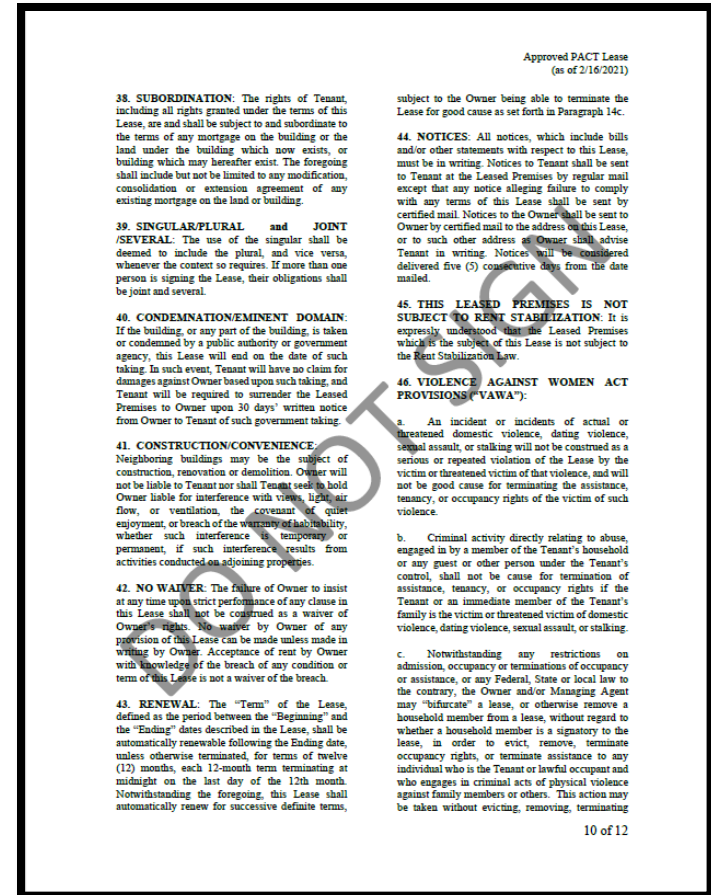 Approved PACT Lease
(as of 2/16/2021)
38. SUBORDINATION: The rights of Tenant,
including all rights granted under the terms of this
Lease, are and shall be subject to and subordinate to
the terms of any mortgage on the building or the
land under the building which now exists, or
building which may hereafter exist. The foregoing
shall include but not be limited to any modification,
consolidation or extension agreement of any
existing mortgage on the land or building.
39. SINGULAR/PLURAL and JOINT
/SEVERAL: The use of the singular shall be
deemed to include the plural, and vice versa,
whenever the context so requires. If more than one
person is signing the Lease, their obligations shall
be joint and several.
40. CONDEMNATION/EMINENT DOMAIN:
If the building, or any part of the building, is taken
or condemned by a public authority or government
agency, this Lease will end on the date of such
taking. In such event, Tenant will have no claim for
damages against Owner based upon such taking, and
Tenant will be required to surrender the Leased
Premises to Owner upon 30 days' written notice
from Owner to Tenant of such government taking.
41. CONSTRUCTION/CONVENIENCE:
Neighboring buildings may be the subject of
construction, renovation or demolition. Owner will
not be liable to Tenant nor shall Tenant seek to hold
Owner liable for interference with views, light, air
flow, or ventilation, the covenant of quiet
enjoyment, or breach of the warranty of habitability,
whether such interference is temporary or
permanent, if such interference results from
activities conducted on adjoining properties.
42. NO WAIVER: The failure of Owner to insist
at any time upon strict performance of any clause in
this Lease shall not be construed as a waiver of
Owner's rights. No waiver by Owner of any
provision of this Lease can be made unless made in
writing by Owner. Acceptance of rent by Owner
with knowledge of the breach of any condition or
term of this Lease is not a waiver of the breach.
43. RENEWAL: The "Term" of the Lease,
defined as the period between the "Beginning" and
the "Ending" dates described in the Lease, shall be
automatically renewable following the Ending date,
unless otherwise terminated, for terms of twelve
(12) months, each 12-month term terminating at
midnight on the last day of the 12th month.
Notwithstanding the foregoing, this Lease shall
automatically renew for successive definite terms,
subject to the Owner being able to terminate the
Lease for good cause as set forth in Paragraph 14c.
44. NOTICES: All notices, which include bills
and/or other statements with respect to this Lease,
must be in writing. Notices to Tenant shall be sent
to Tenant at the Leased Premises by regular mail
except that any notice alleging failure to comply
with any terms of this Lease shall be sent by
certified mail. Notices to the Owner shall be sent to
Owner by certified mail to the address on this Lease,
or to such other address as Owner shall advise
Tenant in writing. Notices will be considered
delivered five (5) consecutive days from the date
mailed.
45. THIS LEASED PREMISES IS NOT
SUBJECT TO RENT STABILIZATION: It is
expressly understood that the Leased Premises
which is the subject of this Lease is not subject to
the Rent Stabilization Law.
46. VIOLENCE AGAINST WOMEN ACT
PROVISIONS ("VAWA"):
a. An incident or incidents of actual or
threatened domestic violence, dating violence,
sexual assault, or stalking will not be construed as a
serious or repeated violation of the Lease by the
victim or threatened victim of that violence, and will
not be good cause for terminating the assistance,
tenancy, or occupancy rights of the victim of such
violence.
b. Criminal activity directly relating to abuse,
engaged in by a member of the Tenant's household
or any guest or other person under the Tenant's
control, shall not be cause for termination of
assistance, tenancy, or occupancy rights if the
Tenant or an immediate member of the Tenant's
family is the victim or threatened victim of domestic
violence, dating violence, sexual assault, or stalking.
c. Notwithstanding any restrictions on
admission, occupancy or terminations of occupancy
or assistance, or any Federal, State or local law to
the contrary, the Owner and/or Managing Agent
may "bifurcate" a lease, or otherwise remove a
household member from a lease, without regard to
whether a household member is a signatory to the
lease, in order to evict, remove, terminate
occupancy rights, or terminate assistance to any
individual who is the Tenant or lawful occupant and
who engages in criminal acts of physical violence
against family members or others. This action may
be taken without evicting, removing, terminating
10 of 12
DO NOT SIGN